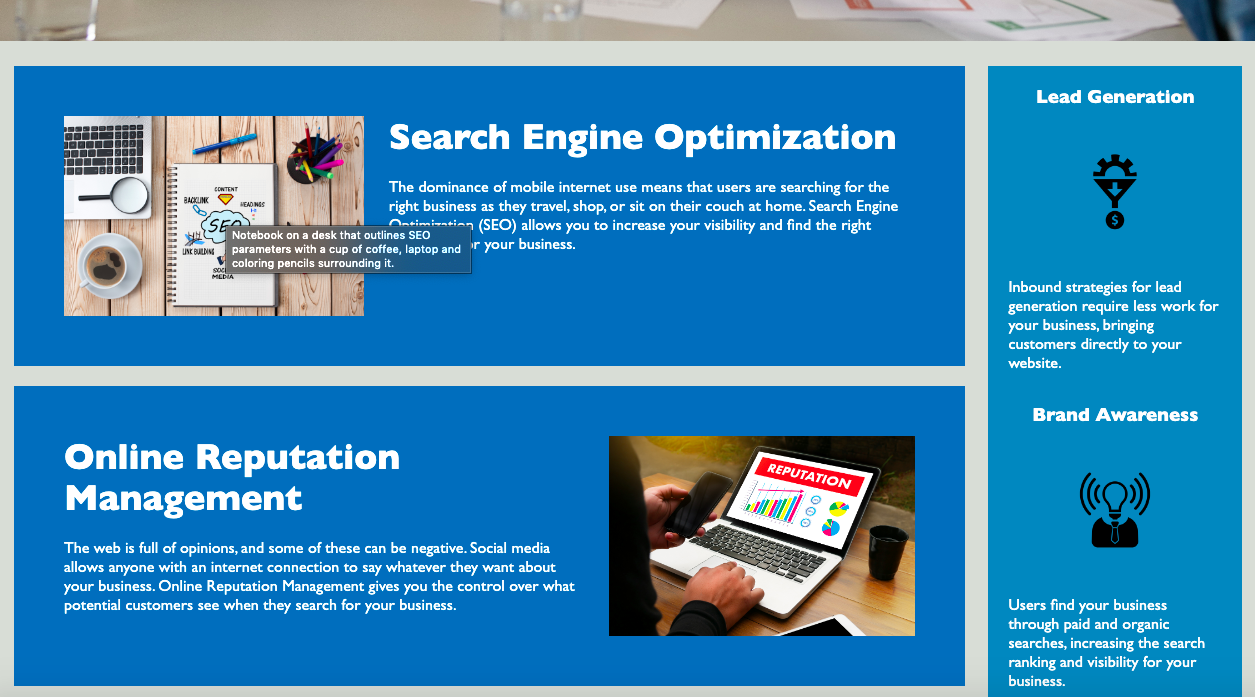 Search Engine Optimization
The dominance of mobile internet use means that users are searching for the
right business as they travel, shop, or sit on their couch at home. Search Engine
Optimization (SEO) allows you to increase your visibility and find the right
for your business.
CONTENT
BACKLINK
HEADINGS
SEO
LINK BUILDING
SOCIAL
MEDIA
Notebook on a desk that outlines SEO
parameters with a cup of coffee, laptop and
coloring pencils surrounding it.
Online Reputation
Management
The web is full of opinions, and some of these can be negative. Social media
allows anyone with an internet connection to say whatever they want about
your business. Online Reputation Management gives you the control over what
potential customers see when they search for your business.
REPUTATION
Lead Generation
$
Inbound strategies for lead
generation require less work for
your business, bringing
customers directly to your
website.
Brand Awareness
Users find your business
through paid and organic
searches, increasing the search
ranking and visibility for your
business.